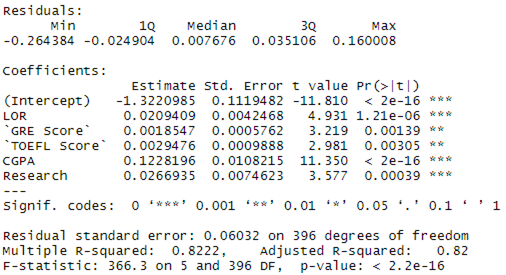 Residuals:
Min 1Q Median 3Q Max
-0.264384 -0.024904 0.007676 0.035106 0.160008
Coefficients:
Estimate Std. Error t value Pr(>|t|)
(Intercept) -1.3220985 0.1119482 -11.810 < 2e-16 ***
LOR 0.0209409 0.0042468 4.931 1.21e-06 ***
`GRE Score` 0.0018547 0.0005762 3.219 0.00139 **
`TOEFL Score` 0.0029476 0.0009888 2.981 0.00305 **
CGPA 0.1228196 0.0108215 11.350 < 2e-16 ***
Research 0.0266935 0.0074623 3.577 0.00039 ***
---
Signif. codes: 0 ‘***’ 0.001 ‘**’ 0.01 ‘*’ 0.05 ‘.’ 0.1 ‘ ’ 1
Residual standard error: 0.06032 on 396 degrees of freedom
Multiple R-squared: 0.8222, Adjusted R-squared: 0.82
F-statistic: 366.3 on 5 and 396 DF, p-value: < 2.2e-16